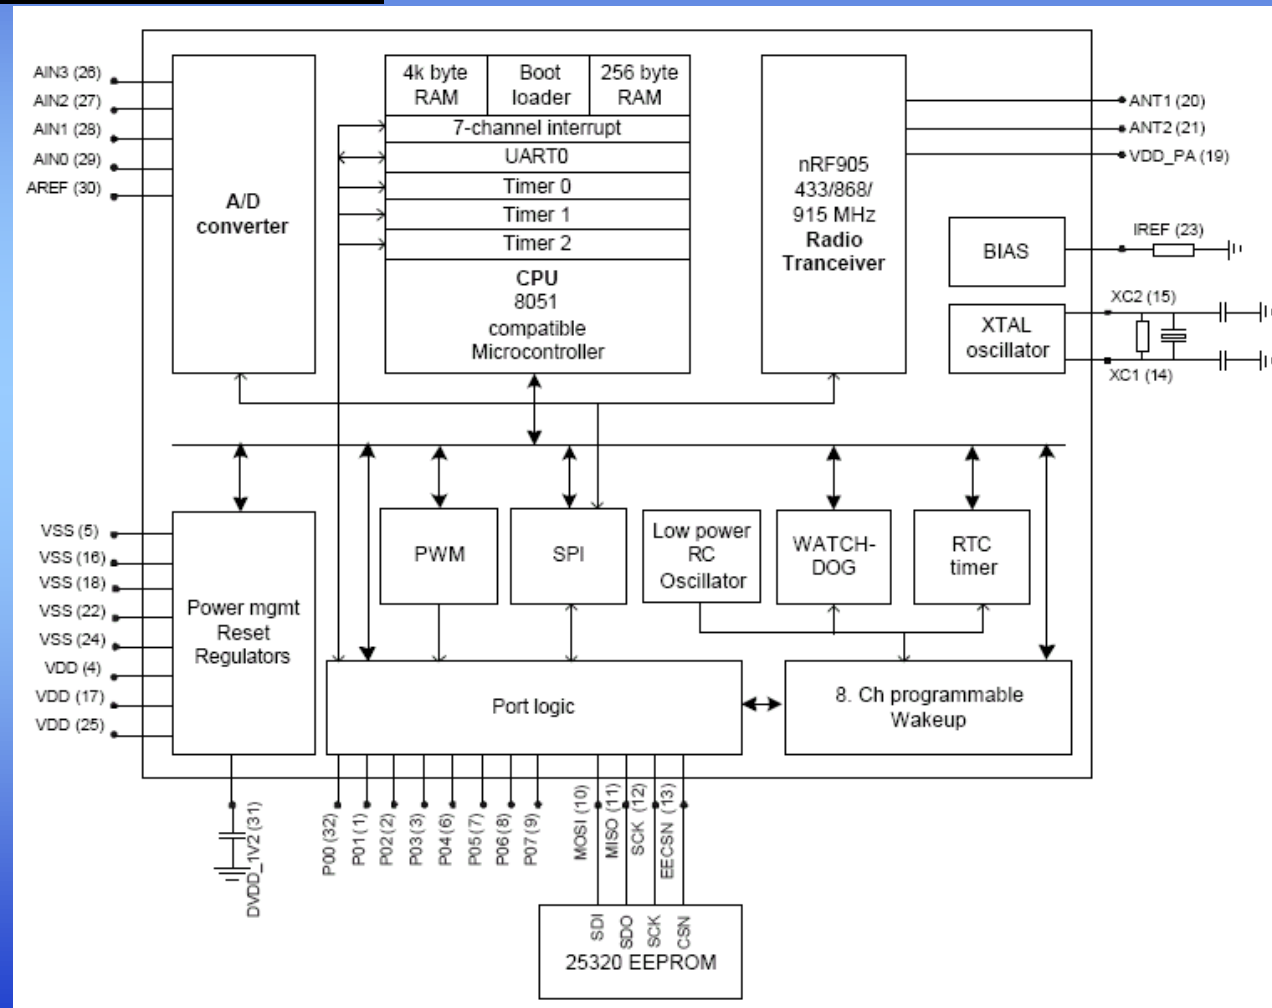 AIN3 (26)
AIN2 (27)
AIN1 (28)
AIN0 (29)
AREF (30)
A/D
converter
4k byte
RAM
Boot
loader
256 byte
RAM
7-channel interrupt
UART0
Timer 0
Timer 1
Timer 2
CPU
8051
compatible
Microcontroller
nRF905
433/868/
915 MHz
Radio
Tranceiver
ANT1 (20)
ANT2 (21)
VDD_PA (19)
BIAS
IREF (23)
XTAL
oscillator
XC2 (15)
XC1 (14)
VSS (5)
VSS (16)
VSS (18)
VSS (22)
VSS (24)
VDD (4)
VDD (17)
VDD (25)
Power mgmt
Reset
Regulators
PWM
SPI
Low power
RC
Oscillator
WATCH-
DOG
RTC
timer
Port logic
8. Ch programmable
Wakeup
DVDD_1V2 (31)
P00 (32)
P01 (1)
P02 (2)
P03 (3)
P04 (6)
P05 (7)
P06 (8)
P07 (9)
MOSI (10)
MISO (11)
SCK (12)
EECSN (13)
SDI
SDO
SCK
CSN
25320 EEPROM